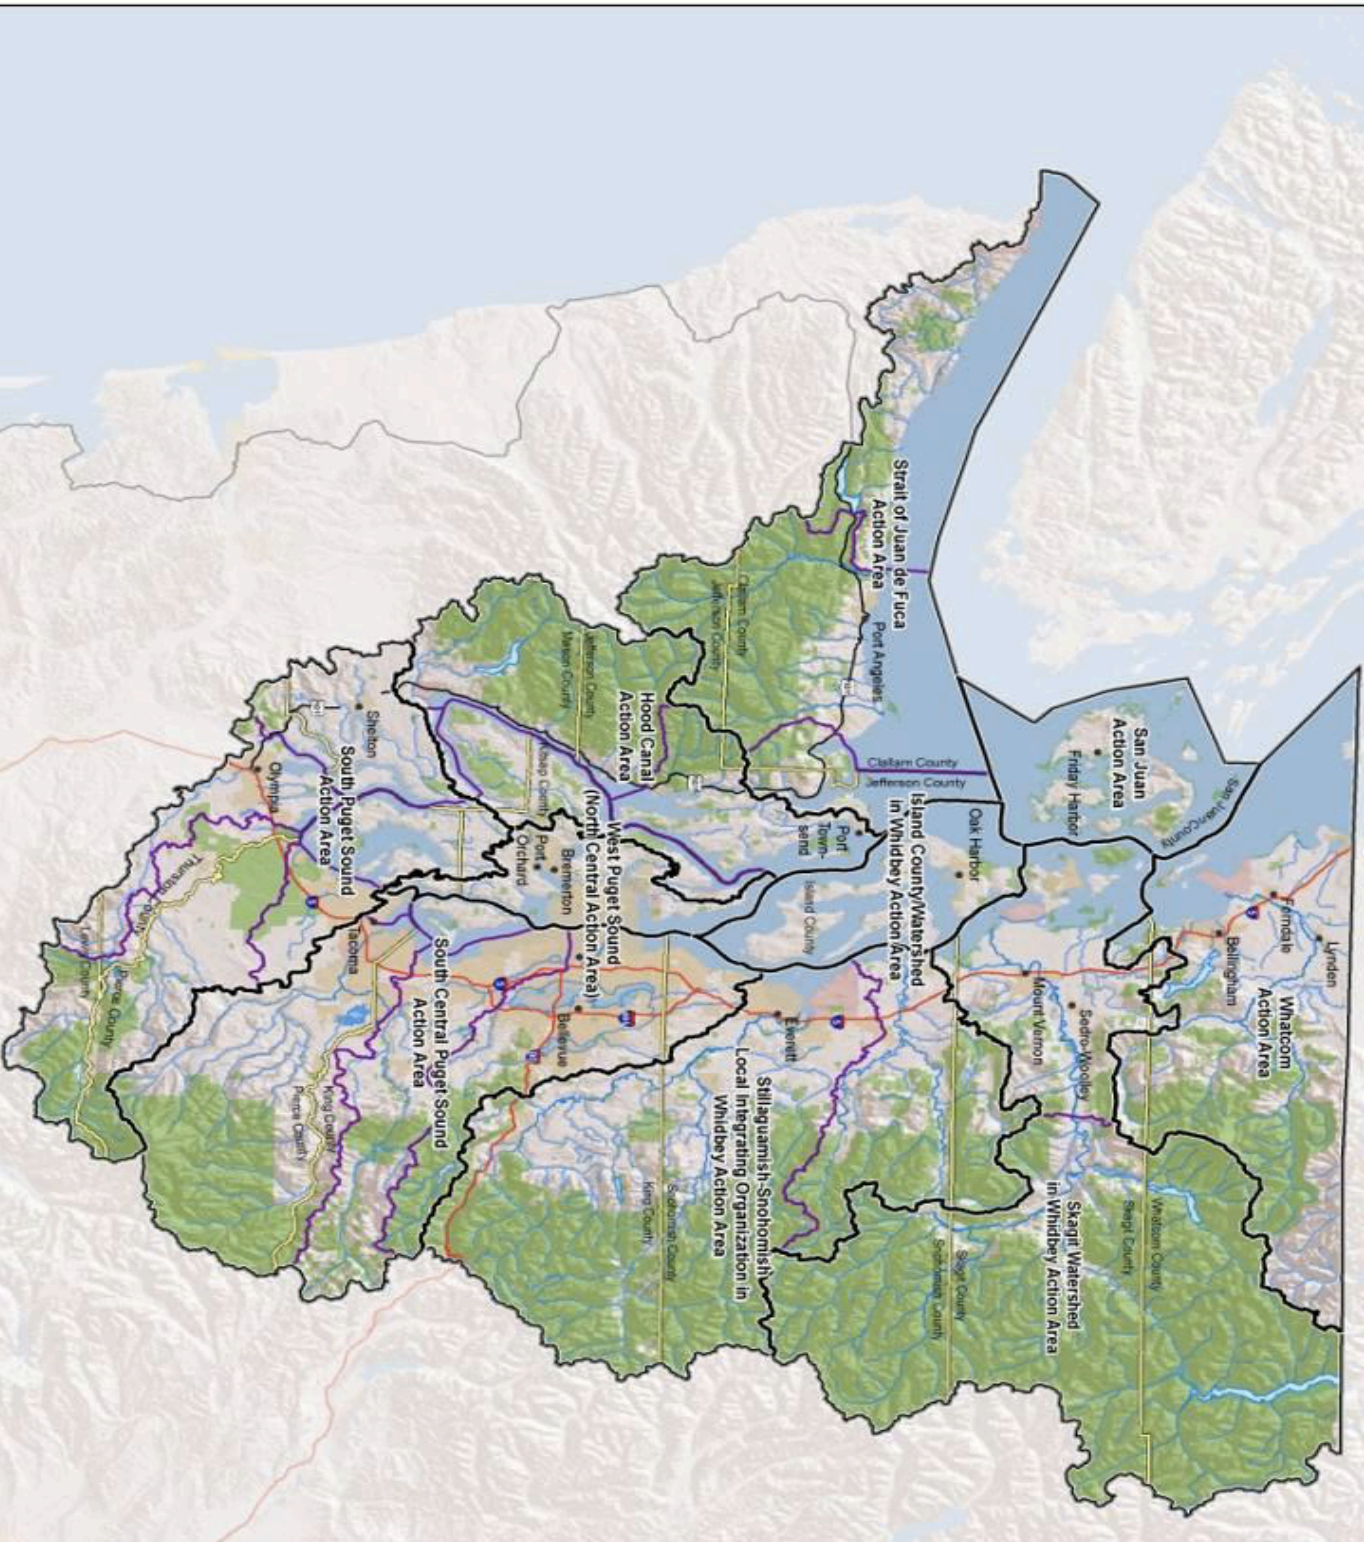 Lynden
Ferndale
Bellingham
Whatcom
Action Area
San Juan County
San Juan
Action Area
Friday Harbor
Whatcom County
Skagit County
Sedro-Woolley
Mount Vernon
Skagit Watershed
in Whidbey Action Area
Oak Harbor
Skagit County
Snohomish County
Island County/Watershed
in Whidbey Action Area
Strait of Juan de Fuca
Action Area
Port Angeles
Clallam County
Jefferson County
Port
Town-
send
Island County
Everett
Stillaguamish-Snohomish
Local Integrating Organization in
Whidbey Action Area
Clallam County
Jefferson County
Snohomish County
King County
Hood Canal
Action Area
West Puget Sound
(North Central Action Area)
Jefferson County
Mason County
Kitsap County
Bremerton
Port
Orchard
Bellevue
South Central Puget Sound
Action Area
Shelton
South Puget Sound
Action Area
Tacoma
King County
Pierce County
Olympia
Thurston
Pierce County
Lewis County